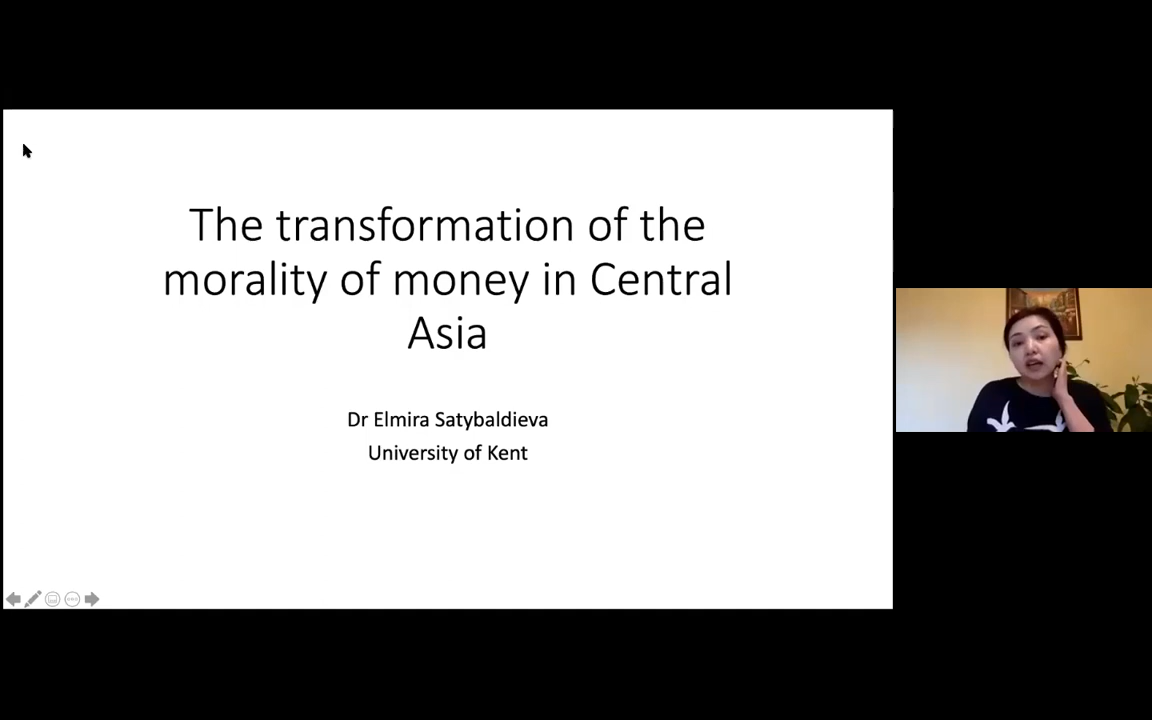 The transformation of the
morality of money in Central
Asia
Dr Elmira Satybaldieva
University of Kent